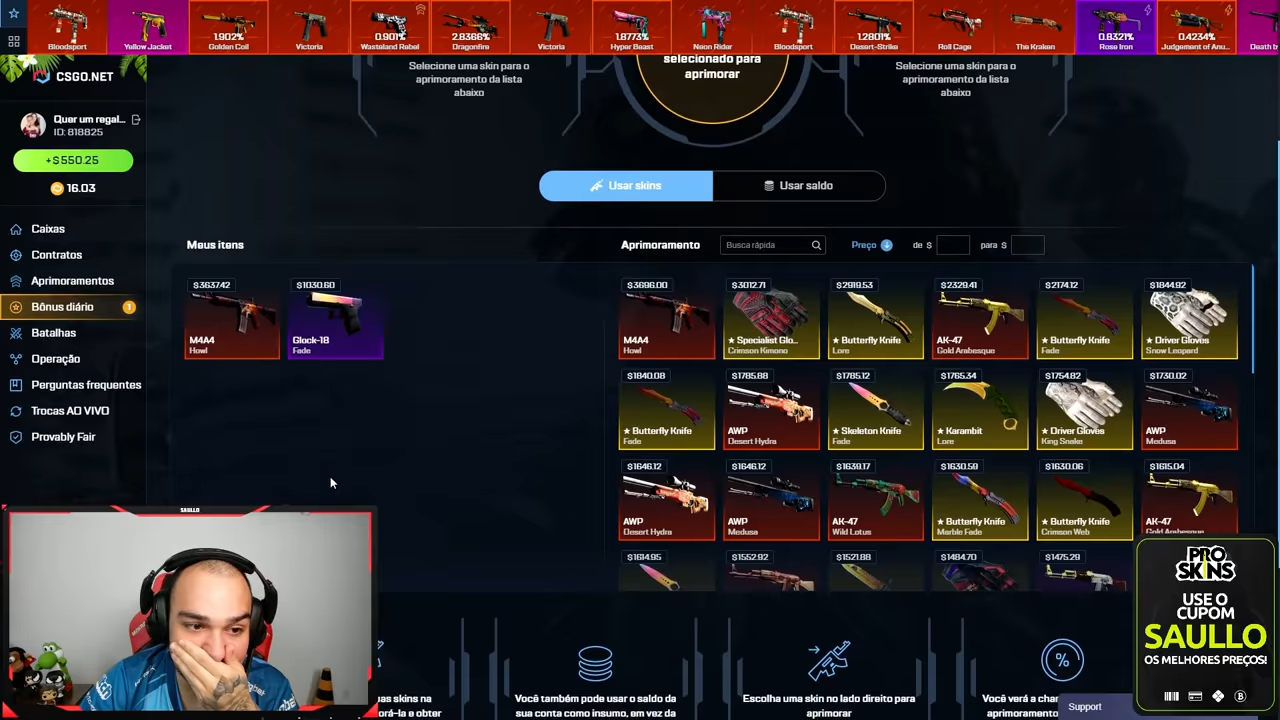 Bloodsport
Yellow Jacket
1.902%
Golden Coil
Victoria
0.901%
Wasteland Rebel
2.8366%
Dragonfire
Victoria
1.8773%
Hyper Beast
Neon Rider
Bloodsport
1.2801%
Desert-Strike
Roll Cage
The Kraken
0.8321%
Rose Iron
0.4234%
Judgement of Anu...
Death b
CSGO.NET
Quer um regal...
ID: 818825
+$550.25
16.03
Caixas
Contratos
Aprimoramentos
Bônus diário
1
Batalhas
Operação
Perguntas frequentes
Trocas AO VIVO
Provably Fair
Selecione uma skin para o
aprimoramento da lista
abaixo
selecionado para
aprimorar
Selecione uma skin para o
aprimoramento da lista
abaixo
Usar skins
Usar saldo
Meus itens
Aprimoramento
Busca rápida
Preço
de $
para $
$3637.42
M4A4
Howl
$1030.60
Glock-18
Fade
$3696.00
M4A4
Howl
$3012.71
★ Specialist Glo...
Crimson Kimono
$2919.53
★ Butterfly Knife
Lore
$2329.41
AK-47
Gold Arabesque
$2174.12
★ Butterfly Knife
Fade
$1844.92
★ Driver Gloves
Snow Leopard
$1840.08
★ Butterfly Knife
Fade
$1785.88
AWP
Desert Hydra
$1785.12
★ Skeleton Knife
Fade
$1765.34
★ Karambit
Lore
$1754.82
★ Driver Gloves
King Snake
$1730.02
AWP
Medusa
$1646.12
AWP
Desert Hydra
$1646.12
AWP
Medusa
$1639.17
AK-47
Wild Lotus
$1630.59
★ Butterfly Knife
Marble Fade
$1630.06
★ Butterfly Knife
Crimson Web
$1615.04
AK-47
Gold Arabesque
$1614.95
$1552.92
$1521.88
$1484.70
$1475.29
SAULLO
uas skins na
orá-la e obter
Você também pode usar o saldo da
sua conta como insumo, em vez da
Escolha uma skin no lado direito para
aprimorar
%
Você verá a chan
aprimoramento
Support
PRO
SKINS
USE O
CUPOM
SAULLO
OS MELHORES PREÇOS!